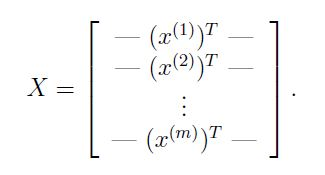 — (x^{(1)})^T —
— (x^{(2)})^T —
X = ⋮ .
— (x^{(m)})^T —